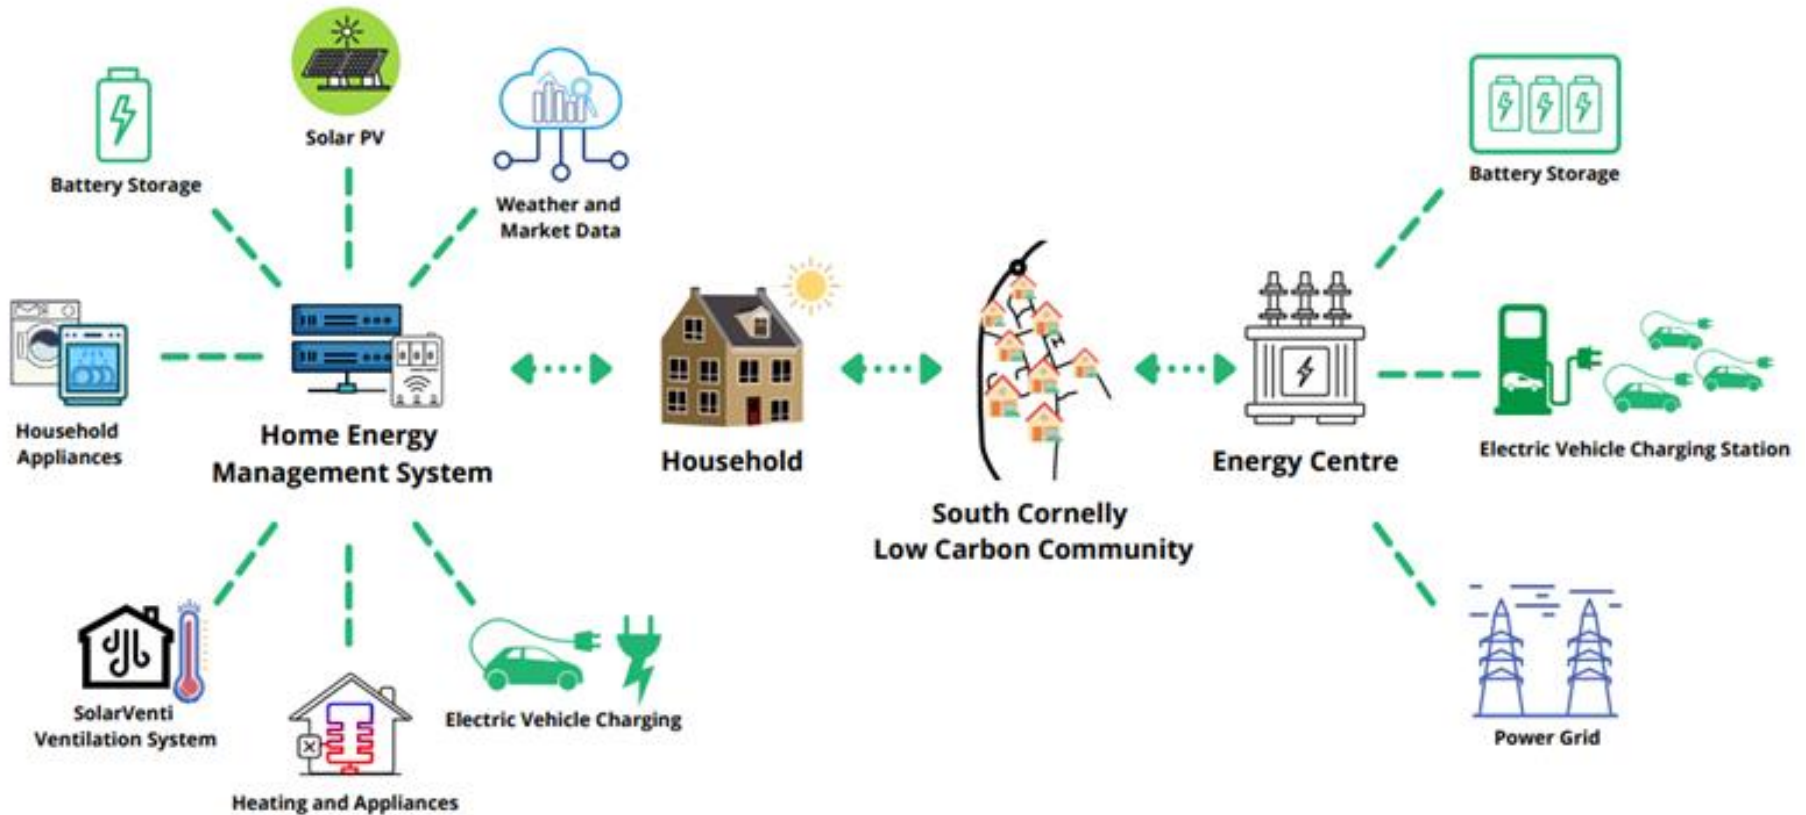 Solar PV
Battery Storage
Weather and
Market Data
Household
Appliances
Home Energy
Management System
SolarVenti
Ventilation System
Heating and Appliances
Electric Vehicle Charging
Household
South Cornelly
Low Carbon Community
Energy Centre
Battery Storage
Electric Vehicle Charging Station
Power Grid